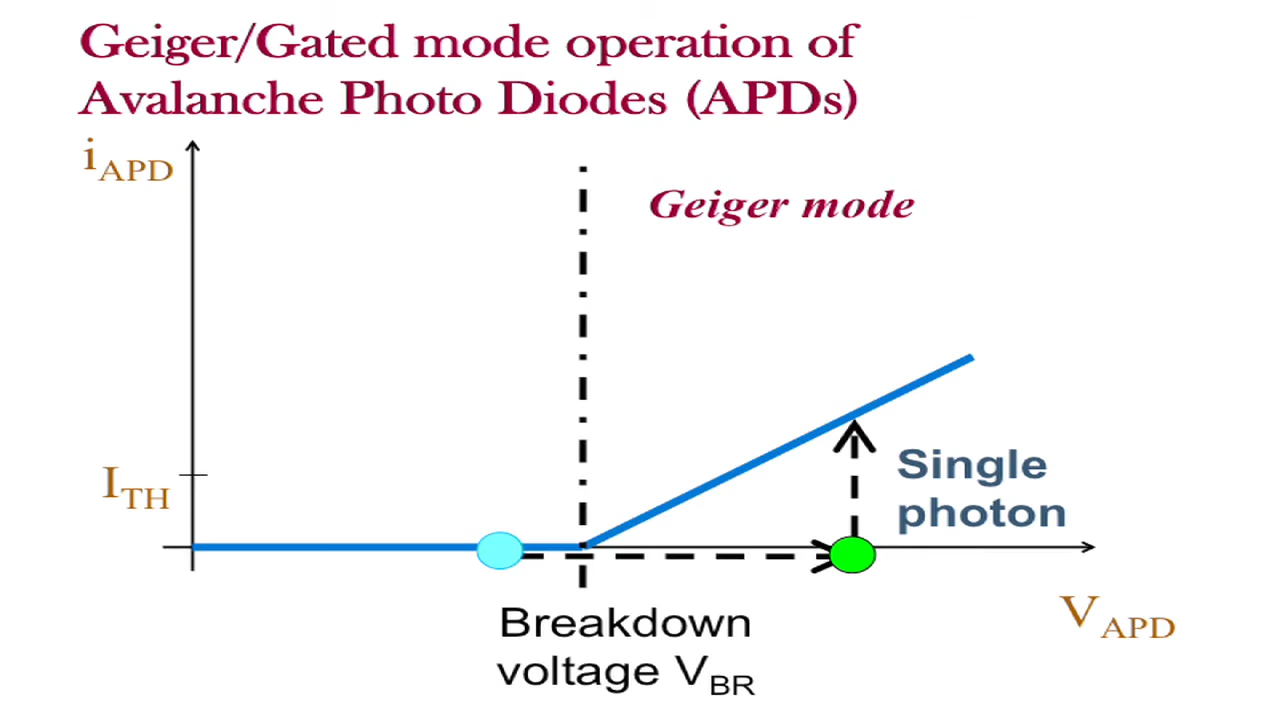 Geiger/Gated mode operation of
Avalanche Photo Diodes (APDs)
iAPD
Geiger mode
Single
photon
ITH
Breakdown
voltage VBR
VAPD